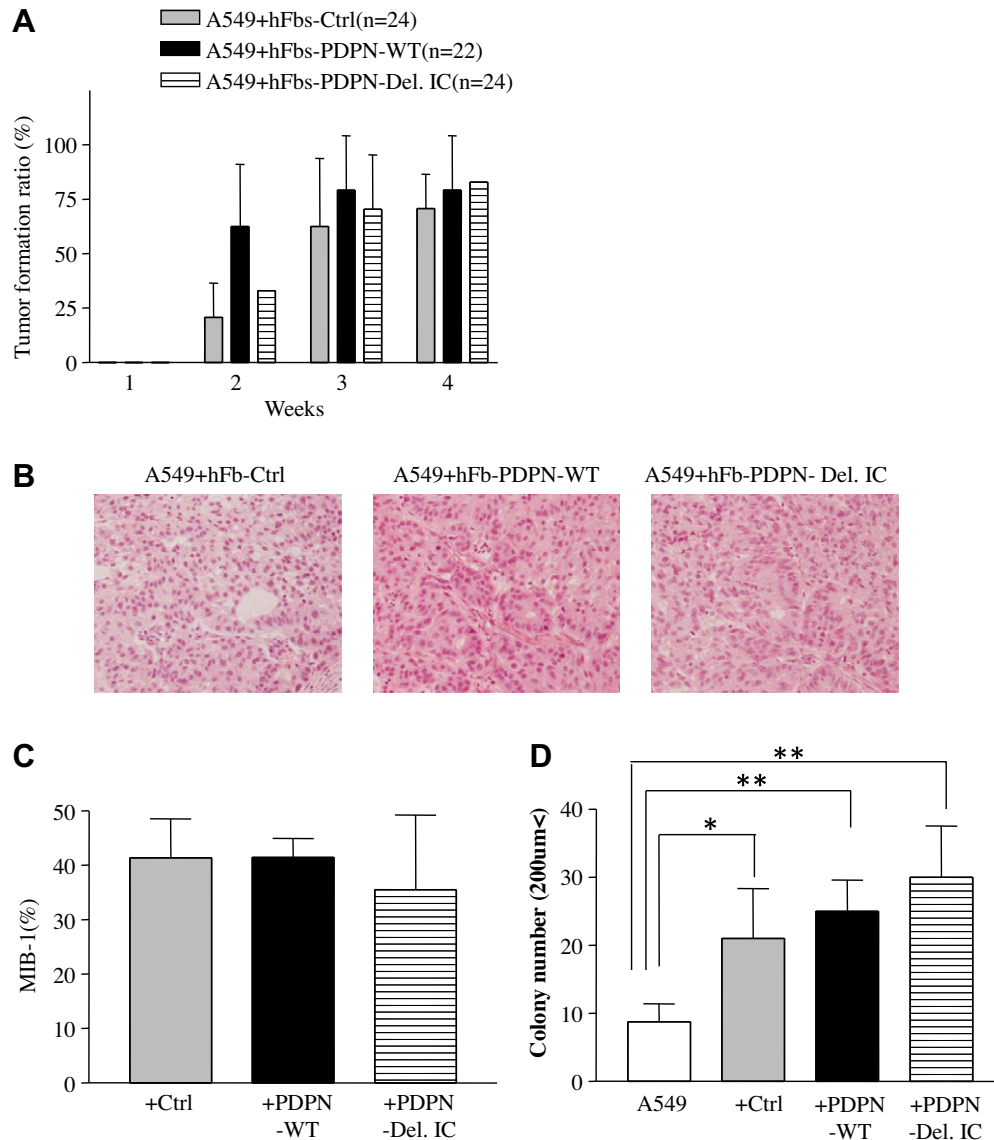 A
A549+hFbs-Ctrl(n=24)
A549+hFbs-PDPN-WT(n=22)
A549+hFbs-PDPN-Del. IC(n=24)
Tumor formation ratio (%)
100
75
50
25
0
1 2 3 4
Weeks
B
A549+hFb-Ctrl A549+hFb-PDPN-WT A549+hFb-PDPN- Del. IC
C
MIB-1(%)
50
40
30
20
10
0
+Ctrl +PDPN +PDPN
-WT -Del. IC
D
Colony number (200um<)
40
30
20
10
0
**
**
*
A549 +Ctrl +PDPN +PDPN
-WT -Del. IC